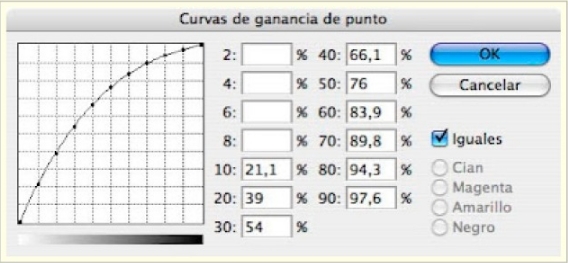 Curvas de ganancia de punto
2: % 40: 66,1 % OK
4: % 50: 76 % Cancelar
6: % 60: 83,9 %
8: % 70: 89,8 % Iguales
10: 21,1 % 80: 94,3 % Cian
20: 39 % 90: 97,6 % Magenta
Amarillo
30: 54 % Negro